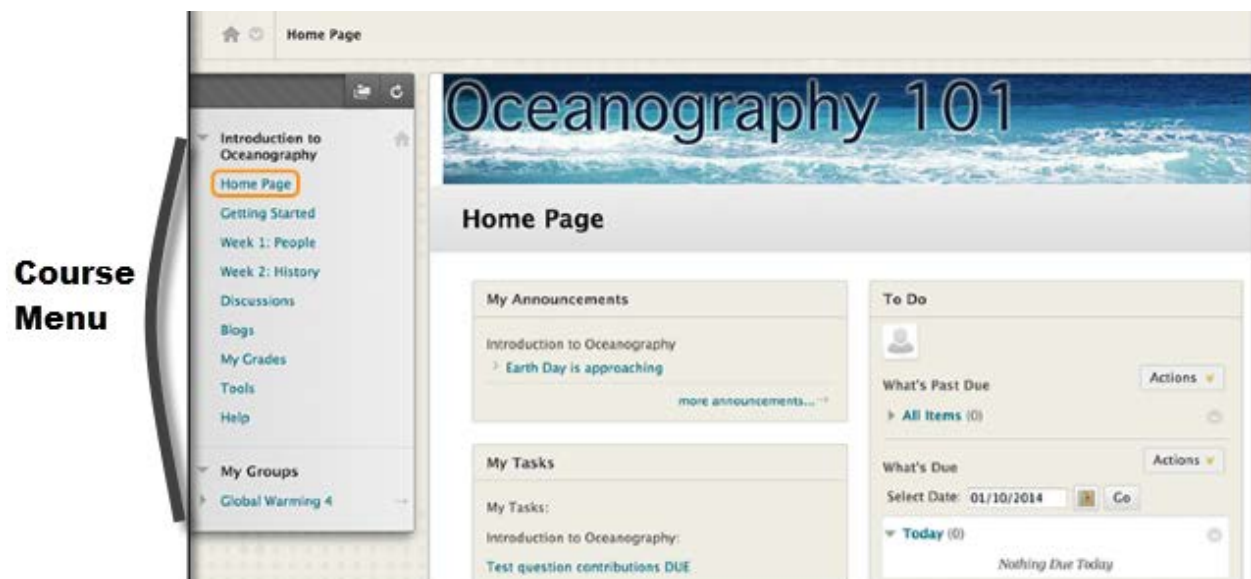 Home Page
Introduction to
Oceanography
Home Page
Getting Started
Week 1: People
Week 2: History
Discussions
Blogs
My Grades
Tools
Help
My Groups
Global Warming 4
Course
Menu
Oceanography 101
Home Page
My Announcements
Introduction to Oceanography
Earth Day is approaching
more announcements...
My Tasks
My Tasks:
Introduction to Oceanography:
Test question contributions DUE
To Do
What's Past Due
Actions
All Items (0)
What's Due
Actions
Select Date: 01/10/2014 Go
Today (0)
Nothing Due Today